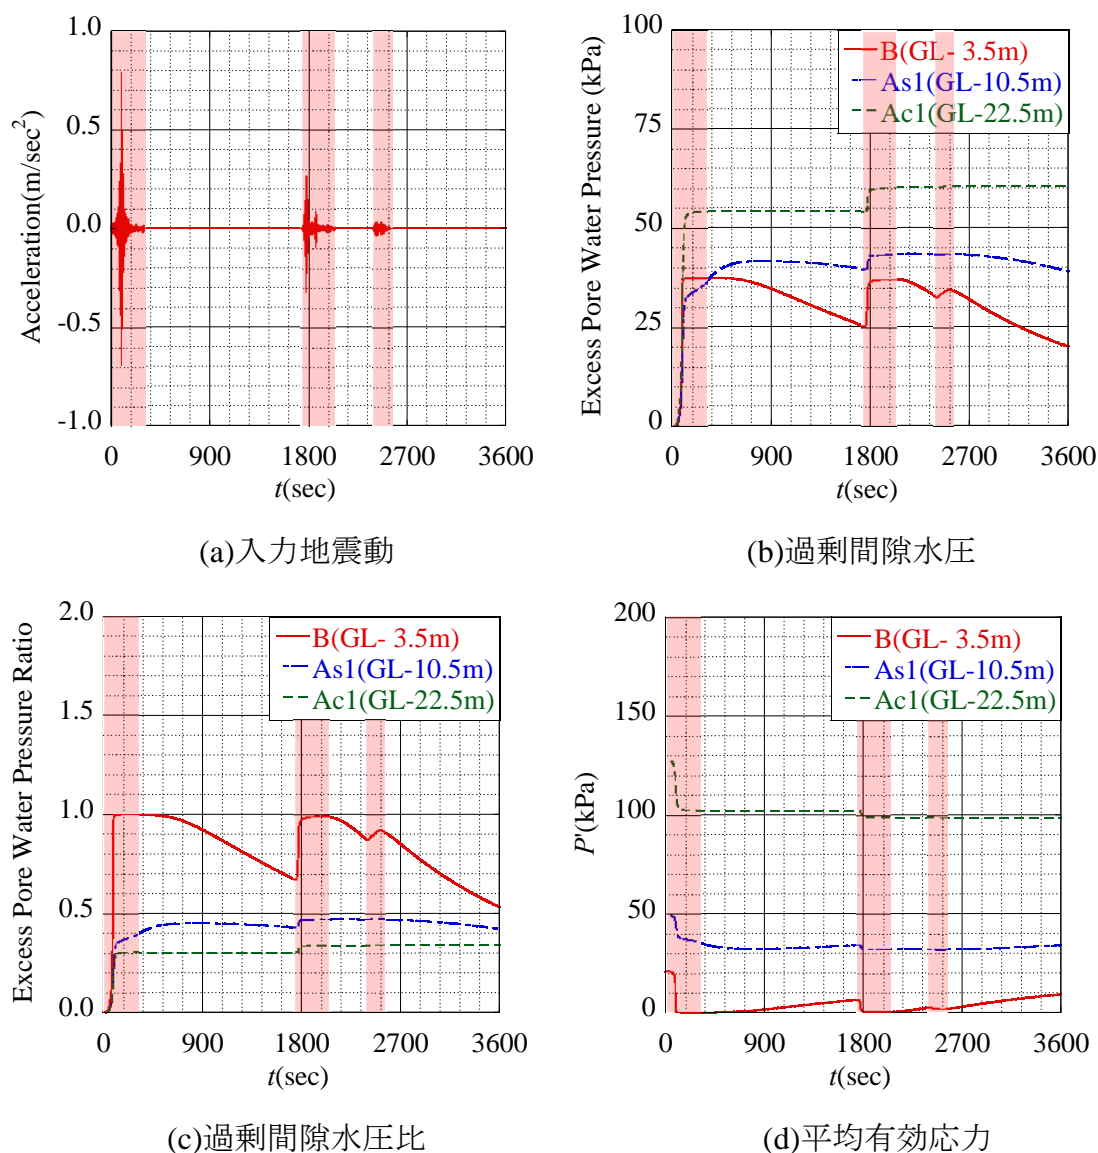 1.0
0.5
0.0
-0.5
-1.0
Acceleration(m/sec²)
0 900 1800 2700 3600
t(sec)
(a)入力地震動
100
75
50
25
0
Excess Pore Water Pressure (kPa)
B(GL- 3.5m)
As1(GL-10.5m)
Ac1(GL-22.5m)
0 900 1800 2700 3600
t(sec)
(b)過剰間隙水圧
2.0
1.5
1.0
0.5
0.0
Excess Pore Water Pressure Ratio
B(GL- 3.5m)
As1(GL-10.5m)
Ac1(GL-22.5m)
0 900 1800 2700 3600
t(sec)
(c)過剰間隙水圧比
200
150
100
50
0
P'(kPa)
B(GL- 3.5m)
As1(GL-10.5m)
Ac1(GL-22.5m)
0 900 1800 2700 3600
t(sec)
(d)平均有効応力